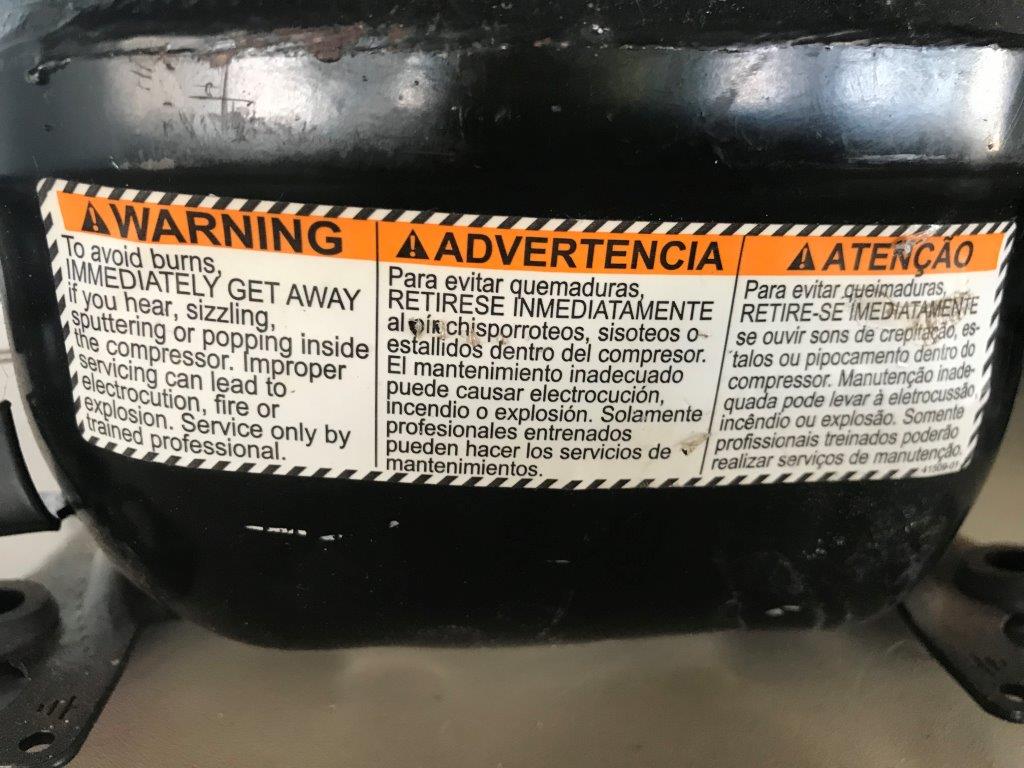 WARNING
To avoid burns,
IMMEDIATELY GET AWAY
if you hear, sizzling,
sputtering or popping inside
the compressor. Improper
servicing can lead to
electrocution, fire or
explosion. Service only by
trained professional.
ADVERTENCIA
Para evitar quemaduras,
RETIRESE INMEDIATAMENTE
al oír chisporroteos, sisoteos o
estallidos dentro del compresor.
El mantenimiento inadecuado
puede causar electrocución,
incendio o explosión. Solamente
profesionales entrenados
pueden hacer los servicios de
mantenimientos.
ATENÇÃO
Para evitar queimaduras,
RETIRE-SE IMEDIATAMENTE
se ouvir sons de crepitação, es-
talos ou pipocamento dentro do
compressor. Manutenção inade-
quada pode levar à eletrocussão,
incêndio ou explosão. Somente
profissionais treinados poderão
realizar serviços de manutenção.
41509-01